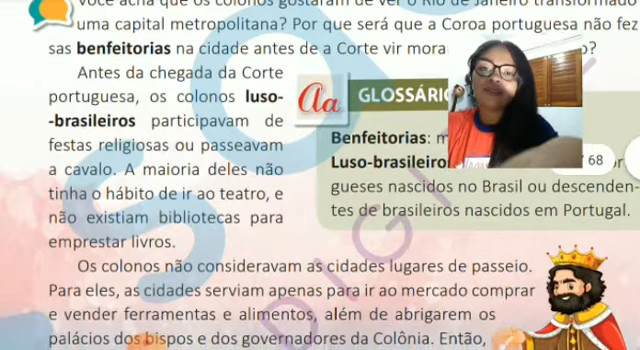 Você acha que os colonos gostaram de ver o Rio de Janeiro transformado
uma capital metropolitana? Por que será que a Coroa portuguesa não fez
sas benfeitorias na cidade antes de a Corte vir mora
o?
Antes da chegada da Corte
portuguesa, os colonos luso-
-brasileiros participavam de
festas religiosas ou passeavam
a cavalo. A maioria deles não
tinha o hábito de ir ao teatro, e
não existiam bibliotecas para
emprestar livros.
Aa GLOSSÁRIO
Benfeitorias: m
Luso-brasileiro
68
gueses nascidos no Brasil ou descenden-
tes de brasileiros nascidos em Portugal.
Os colonos não consideravam as cidades lugares de passeio.
Para eles, as cidades serviam apenas para ir ao mercado comprar
e vender ferramentas e alimentos, além de abrigarem os
palácios dos bispos e dos governadores da Colônia. Então,